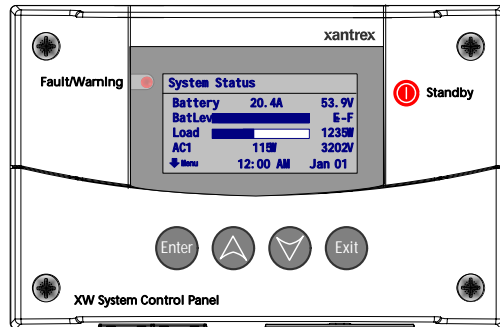 xantrex
Fault/Warning
System Status
Standby
Battery 20.4A 53.9V
BatLev E-F
Load 1235W
AC1 115W 3202V
Menu 12:00 AM Jan 01
Enter Exit
XW System Control Panel